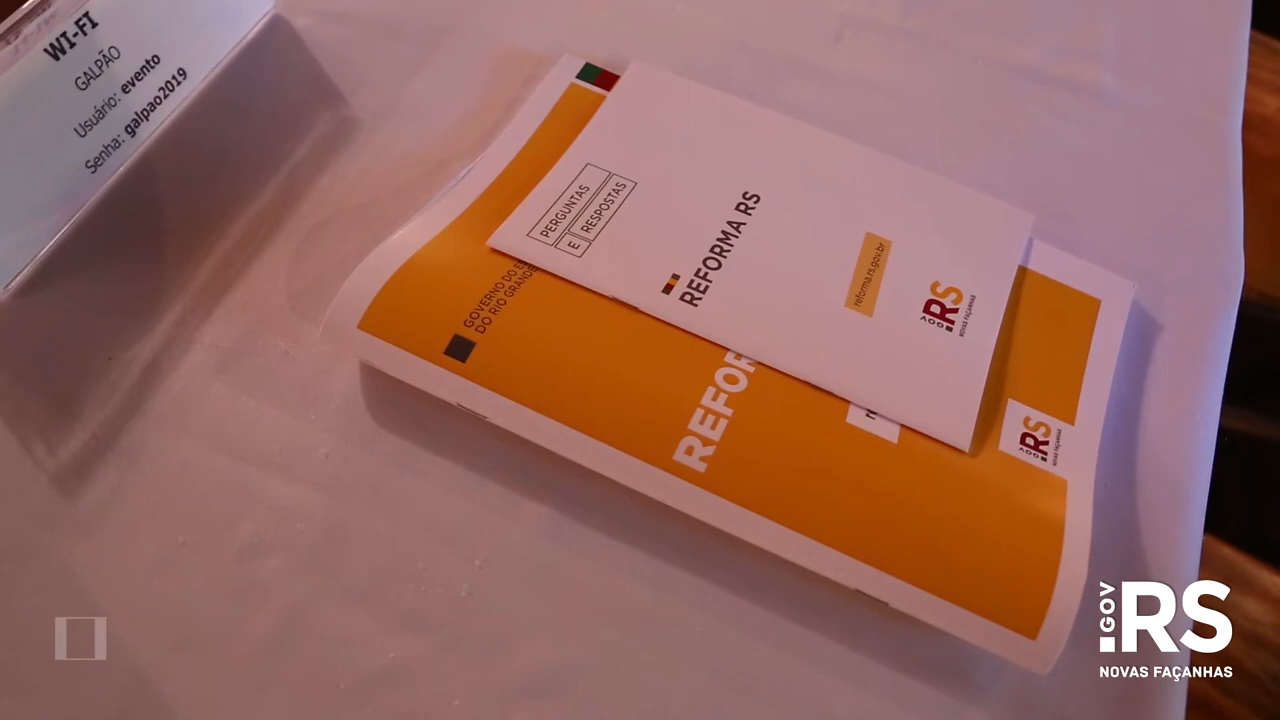 WI-FI
GALPÃO
Usuário: evento
Senha: galpao2019
PERGUNTAS
E RESPOSTAS
REFORMA RS
reforma.rs.gov.br
.GOV
RS
NOVAS FAÇANHAS
GOVERNO DO
DO RIO GRANDE
REFOR
.GOV
RS
NOVAS FAÇANHAS
.GOV
RS
NOVAS FAÇANHAS